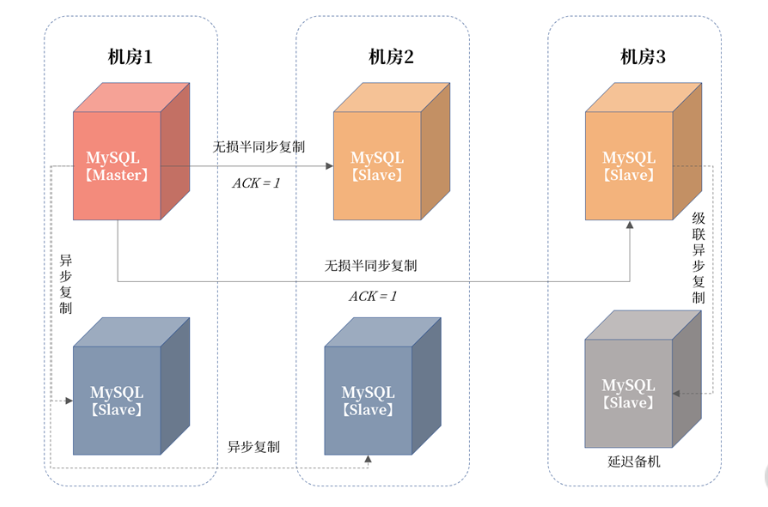 机房1
机房2
机房3
MySQL
【Master】
无损半同步复制
ACK = 1
MySQL
【Slave】
MySQL
【Slave】
级联异步复制
异步复制
无损半同步复制
ACK = 1
MySQL
【Slave】
MySQL
【Slave】
MySQL
【Slave】
异步复制
延迟备机